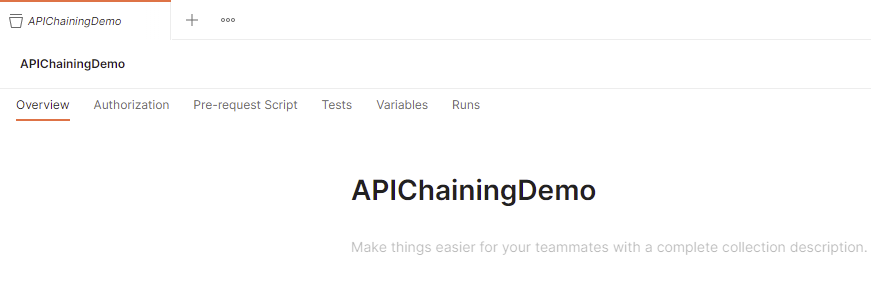 APIChainingDemo
APIChainingDemo
Overview Authorization Pre-request Script Tests Variables Runs
APIChainingDemo
Make things easier for your teammates with a complete collection description.